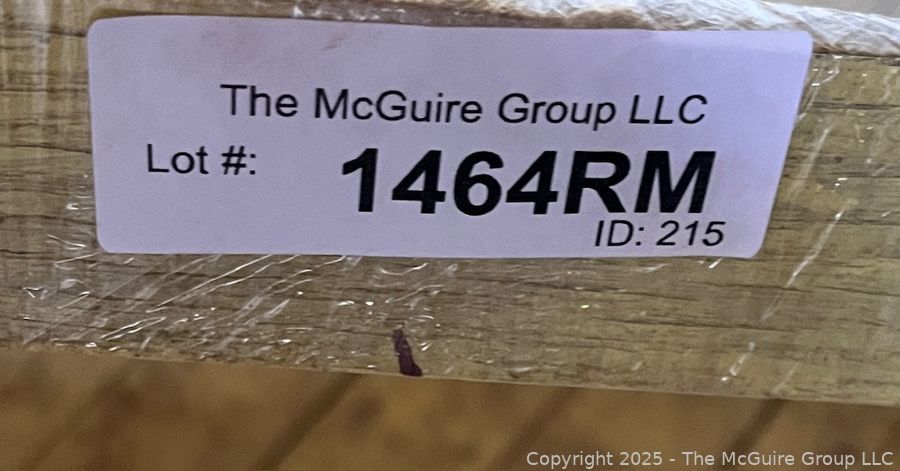 The McGuire Group LLC
Lot #: 1464RM
ID: 215
Copyright 2025 - The McGuire Group LLC